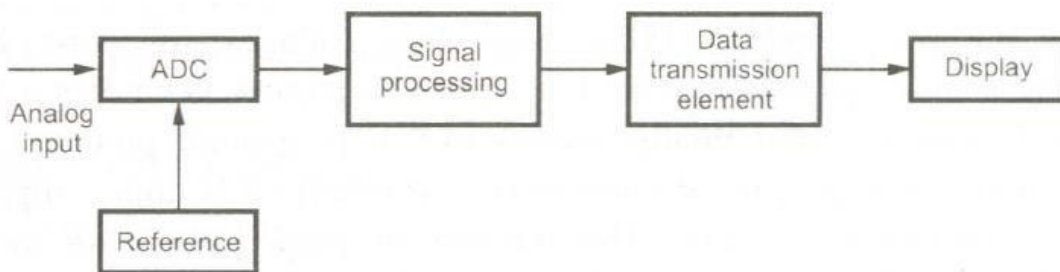 ADC
Signal
processing
Data
transmission
element
Display
Analog
input
Reference